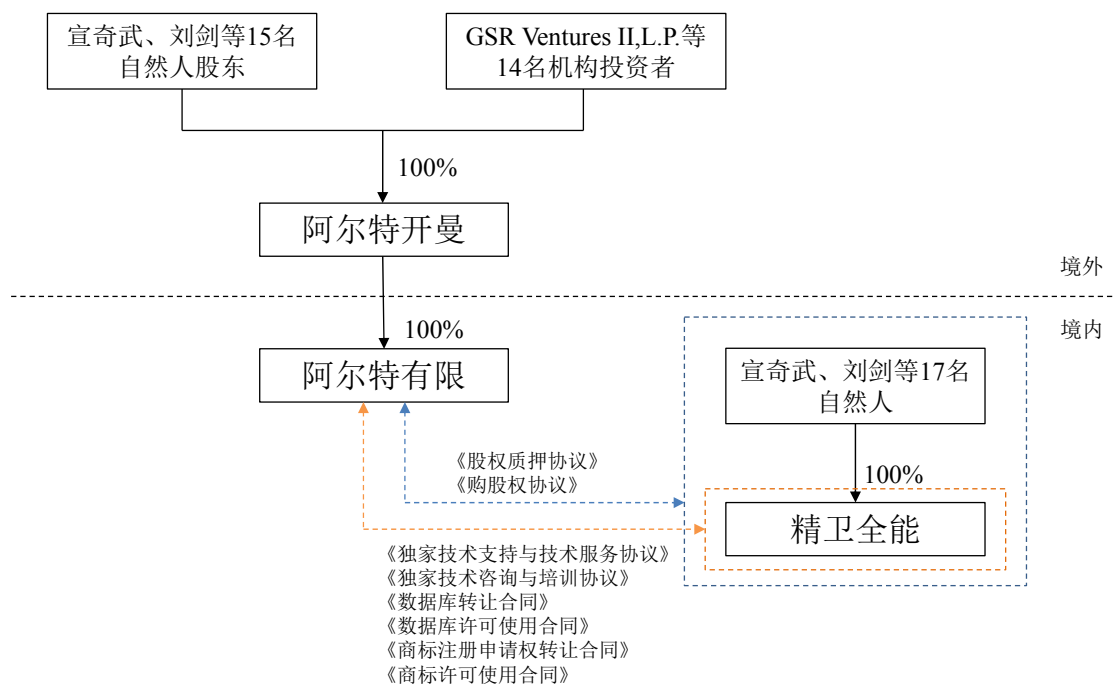 宣奇武、刘剑等15名
自然人股东
GSR Ventures II,L.P.等
14名机构投资者
100%
阿尔特开曼
境外
100%
境内
阿尔特有限
宣奇武、刘剑等17名
自然人
《股权质押协议》
《购股权协议》
100%
精卫全能
《独家技术支持与技术服务协议》
《独家技术咨询与培训协议》
《数据库转让合同》
《数据库许可使用合同》
《商标注册申请权转让合同》
《商标许可使用合同》